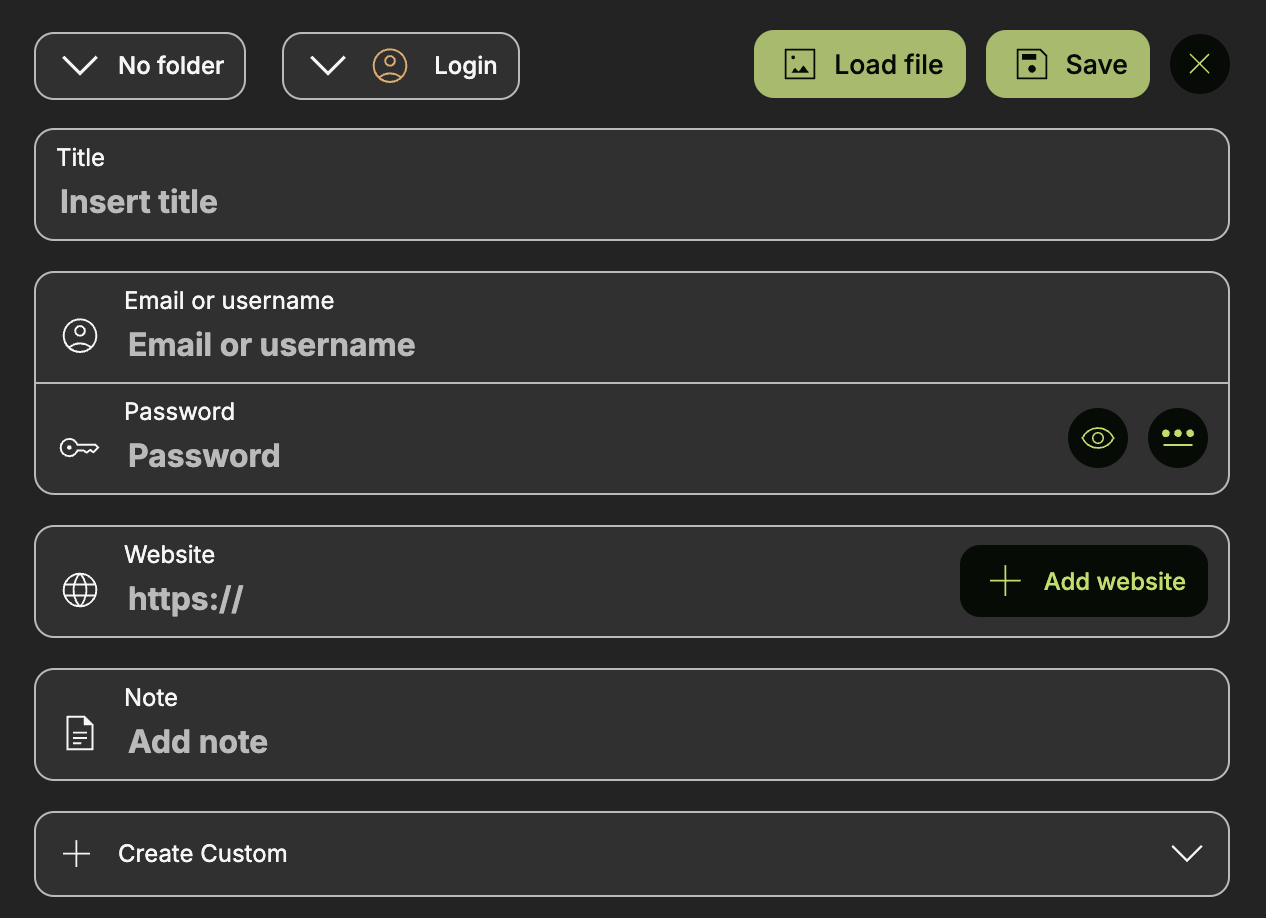 No folder
Login
Load file
Save
Title
Insert title
Email or username
Email or username
Password
Password
Website
https://
Add website
Note
Add note
Create Custom